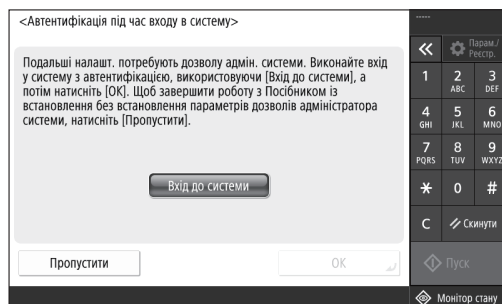 <Автентифікація під час входу в систему>
Подальші налашт. потребують дозволу адмін. системи. Виконайте вхід
у систему з автентифікацією, використовуючи [Вхід до системи], а
потім натисніть [OK]. Щоб завершити роботу з Посібником із
встановлення без встановлення параметрів дозволів адміністратора
системи, натисніть [Пропустити].
Вхід до системи
Пропустити
OK
-----
Парам./
Реєстр.
1 2 3
ABC DEF
4 5 6
GHI JKL MNO
7 8 9
PQRS TUV WXYZ
* 0 #
C Скинути
Пуск
Монітор стану